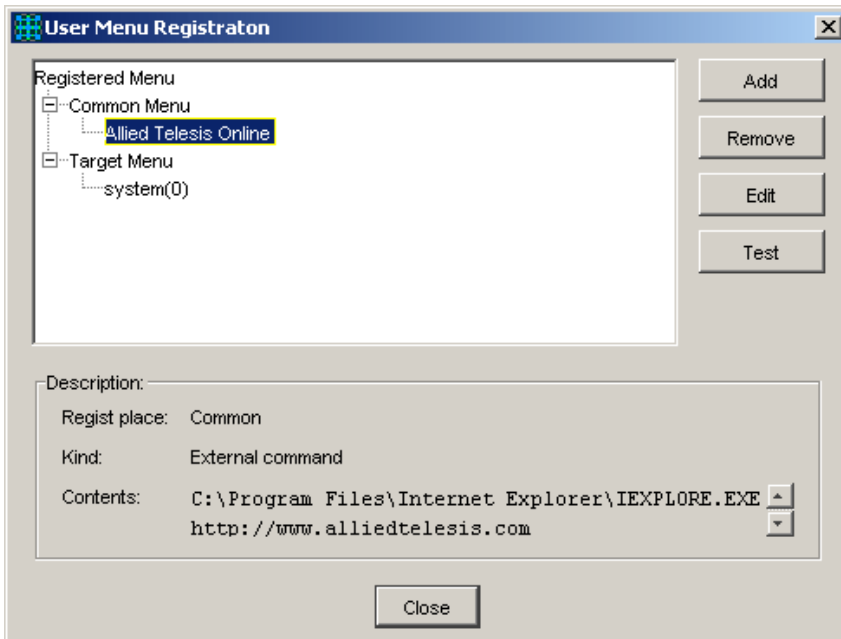 User Menu Registraton
Registered Menu
Common Menu
Allied Telesis Online
Target Menu
system(0)
Add
Remove
Edit
Test
Description:
Regist place: Common
Kind: External command
Contents: C:\Program Files\Internet Explorer\IEXPLORE.EXE
http://www.alliedtelesis.com
Close